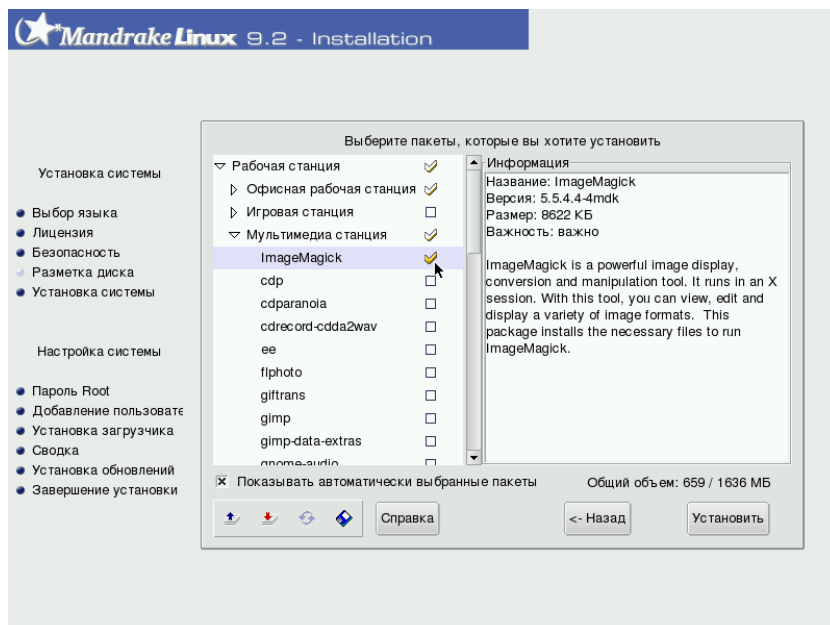 Mandrake Linux 9.2 - Installation
Установка системы
Выбор языка
Лицензия
Безопасность
Разметка диска
Установка системы
Настройка системы
Пароль Root
Добавление пользовате
Установка загрузчика
Сводка
Установка обновлений
Завершение установки
Выберите пакеты, которые вы хотите установить
Рабочая станция
Офисная рабочая станция
Игровая станция
Мультимедиа станция
ImageMagick
cdp
cdparanoia
cdrecord-cdda2wav
ee
flphoto
giftrans
gimp
gimp-data-extras
gnome-audio
Информация
Название: ImageMagick
Версия: 5.5.4.4-4mdk
Размер: 8622 КБ
Важность: важно
ImageMagick is a powerful image display,
conversion and manipulation tool. It runs in an X
session. With this tool, you can view, edit and
display a variety of image formats. This
package installs the necessary files to run
ImageMagick.
Показывать автоматически выбранные пакеты
Общий объем: 659 / 1636 МБ
Справка
<- Назад
Установить